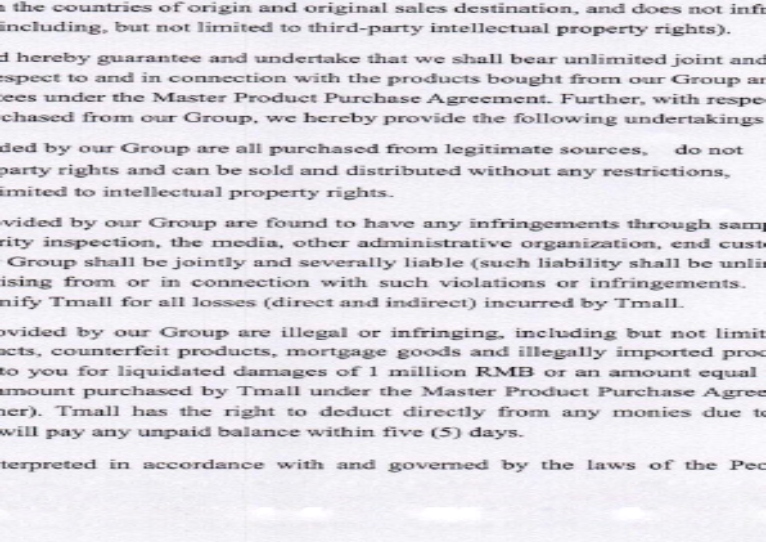 the countries of origin and original sales destination, and does not infr
including, but not limited to third-party intellectual property rights).
d hereby guarantee and undertake that we shall bear unlimited joint and
espect to and in connection with the products bought from our Group an
tees under the Master Product Purchase Agreement. Further, with respe
chased from our Group, we hereby provide the following undertakings
ded by our Group are all purchased from legitimate sources, do not
party rights and can be sold and distributed without any restrictions,
imited to intellectual property rights.
ovided by our Group are found to have any infringements through samp
rity inspection, the media, other administrative organization, end custo
Group shall be jointly and severally liable (such liability shall be unlim
ising from or in connection with such violations or infringements.
nify Tmall for all losses (direct and indirect) incurred by Tmall.
ovided by our Group are illegal or infringing, including but not limit
acts, counterfeit products, mortgage goods and illegally imported proc
to you for liquidated damages of 1 million RMB or an amount equal
amount purchased by Tmall under the Master Product Purchase Agree
her). Tmall has the right to deduct directly from any monies due to
will pay any unpaid balance within five (5) days.
terpreted in accordance with and governed by the laws of the Peo